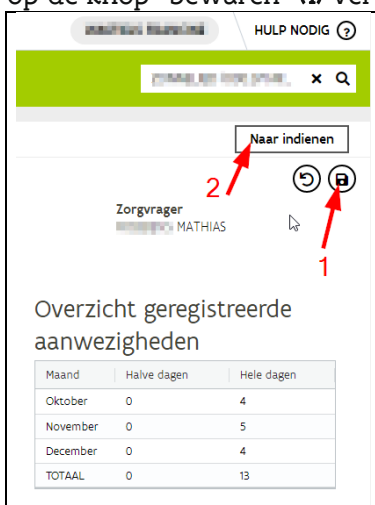 op de knop "Bewaren"
HULP NODIG ?
x
Naar indienen
2
Zorgvrager
MATHIAS
1
Overzicht geregistreerde
aanwezigheden
Maand Halve dagen Hele dagen
Oktober 0 4
November 0 5
December 0 4
TOTAAL 0 13